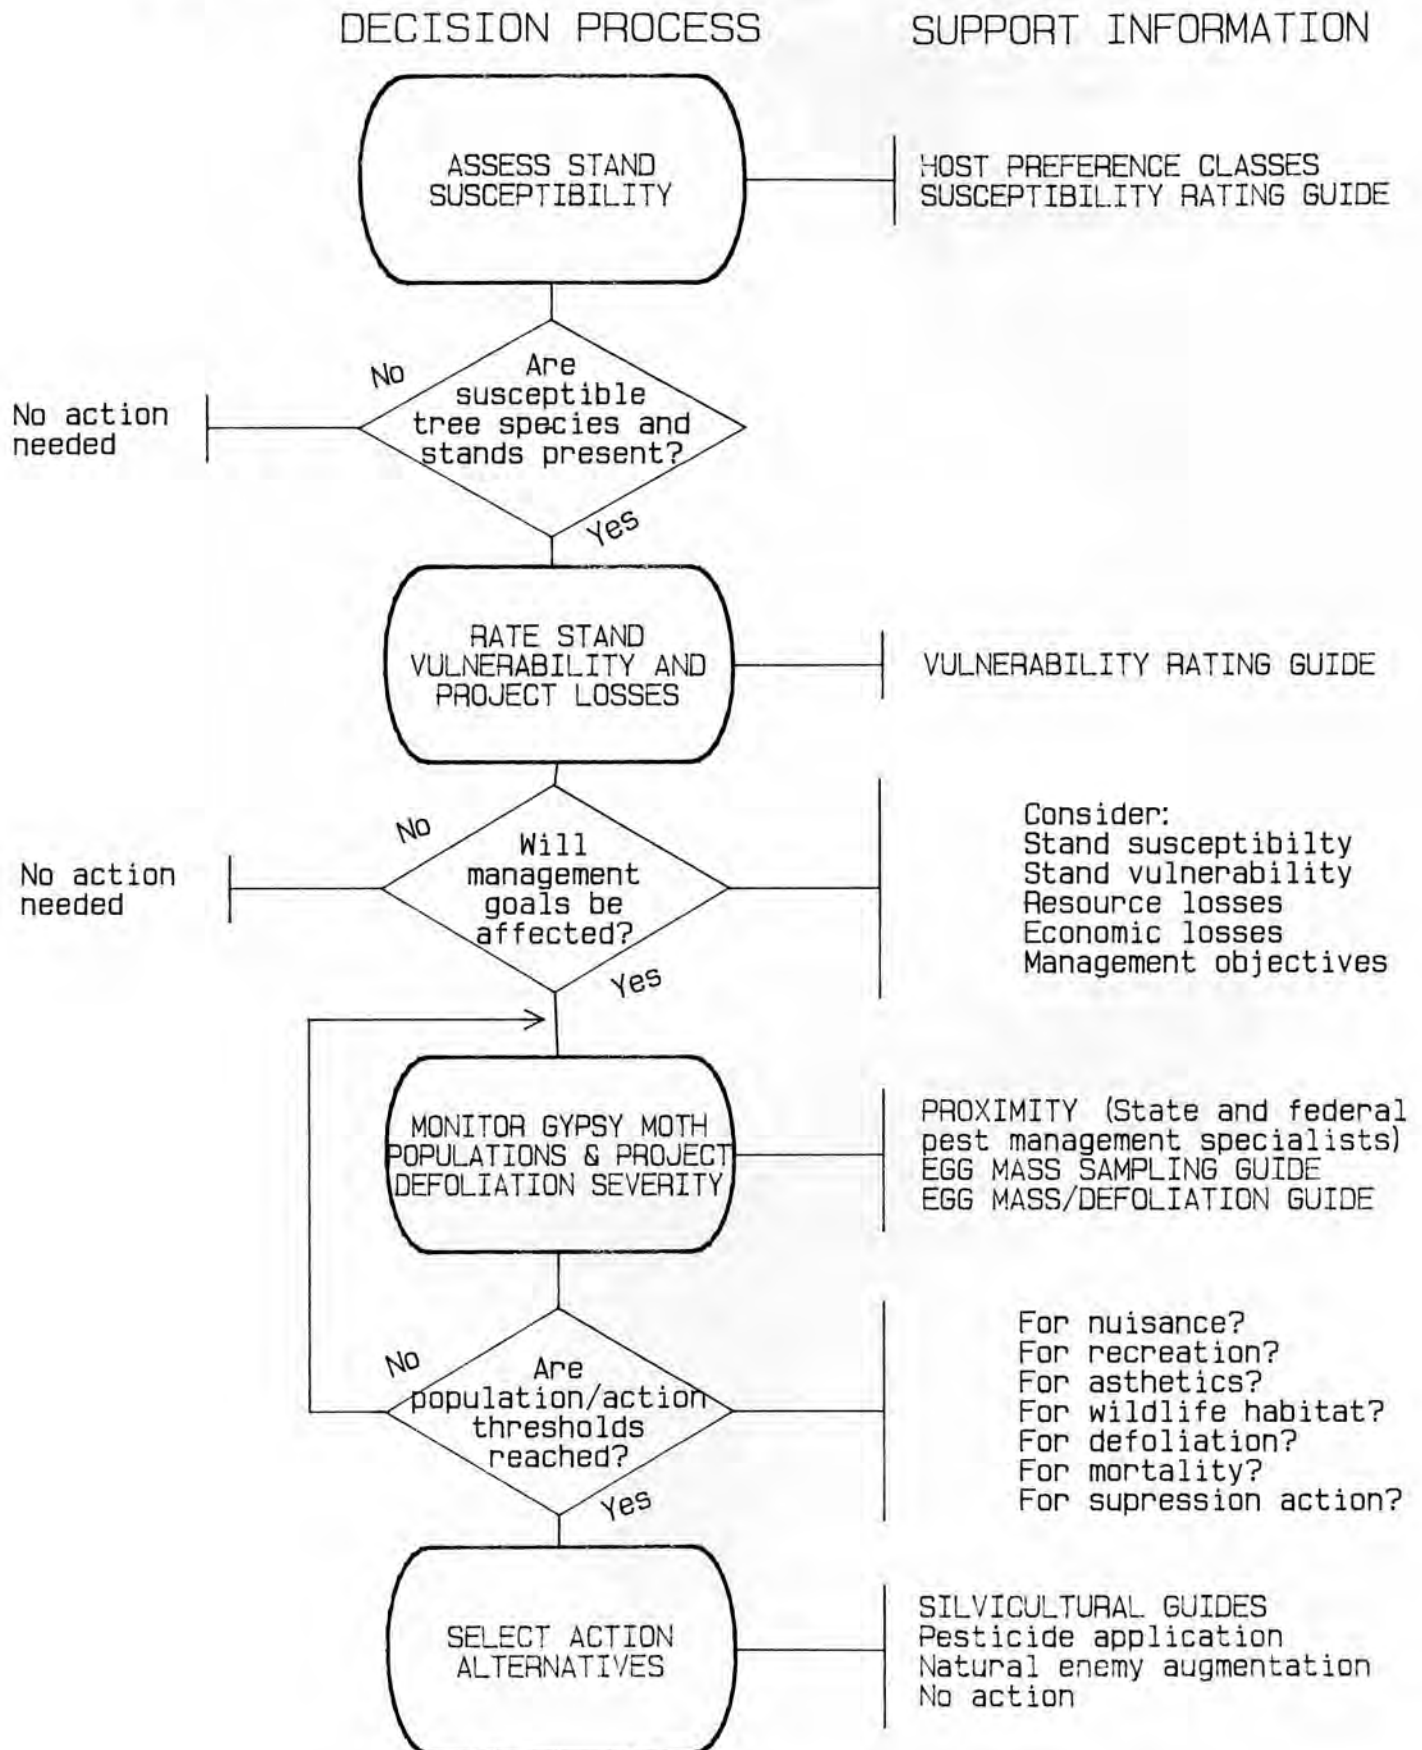 DECISION PROCESS
SUPPORT INFORMATION
ASSESS STAND
SUSCEPTIBILITY
HOST PREFERENCE CLASSES
SUSCEPTIBILITY RATING GUIDE
No
Are
susceptible
tree species and
stands present?
No action
needed
Yes
RATE STAND
VULNERABILITY AND
PROJECT LOSSES
VULNERABILITY RATING GUIDE
No
Will
management
goals be
affected?
No action
needed
Consider:
Stand susceptibilty
Stand vulnerability
Resource losses
Economic losses
Management objectives
Yes
MONITOR GYPSY MOTH
POPULATIONS & PROJECT
DEFOLIATION SEVERITY
PROXIMITY (State and federal
pest management specialists)
EGG MASS SAMPLING GUIDE
EGG MASS/DEFOLIATION GUIDE
No
Are
population/action
thresholds
reached?
For nuisance?
For recreation?
For asthetics?
For wildlife habitat?
For defoliation?
For mortality?
For supression action?
Yes
SELECT ACTION
ALTERNATIVES
SILVICULTURAL GUIDES
Pesticide application
Natural enemy augmentation
No action